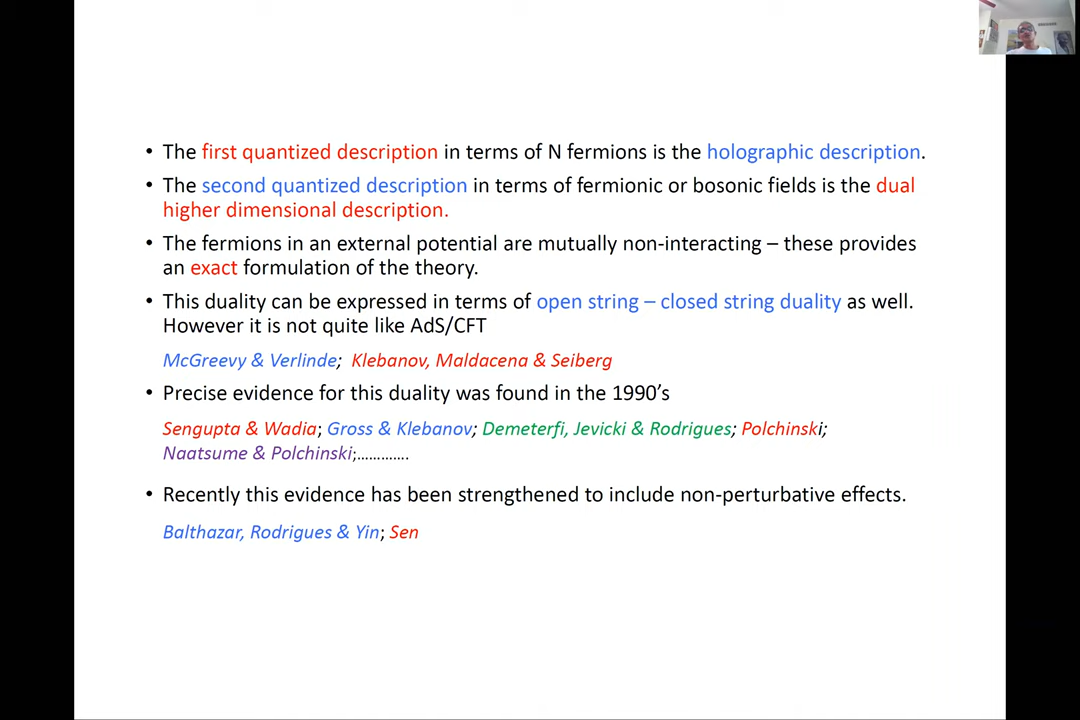 • The first quantized description in terms of N fermions is the holographic description.
• The second quantized description in terms of fermionic or bosonic fields is the dual
higher dimensional description.
• The fermions in an external potential are mutually non-interacting – these provides
an exact formulation of the theory.
• This duality can be expressed in terms of open string – closed string duality as well.
However it is not quite like AdS/CFT
McGreevy & Verlinde; Klebanov, Maldacena & Seiberg
• Precise evidence for this duality was found in the 1990’s
Sengupta & Wadia; Gross & Klebanov; Demeterfi, Jevicki & Rodrigues; Polchinski;
Naatsume & Polchinski;………….
• Recently this evidence has been strengthened to include non-perturbative effects.
Balthazar, Rodrigues & Yin; Sen